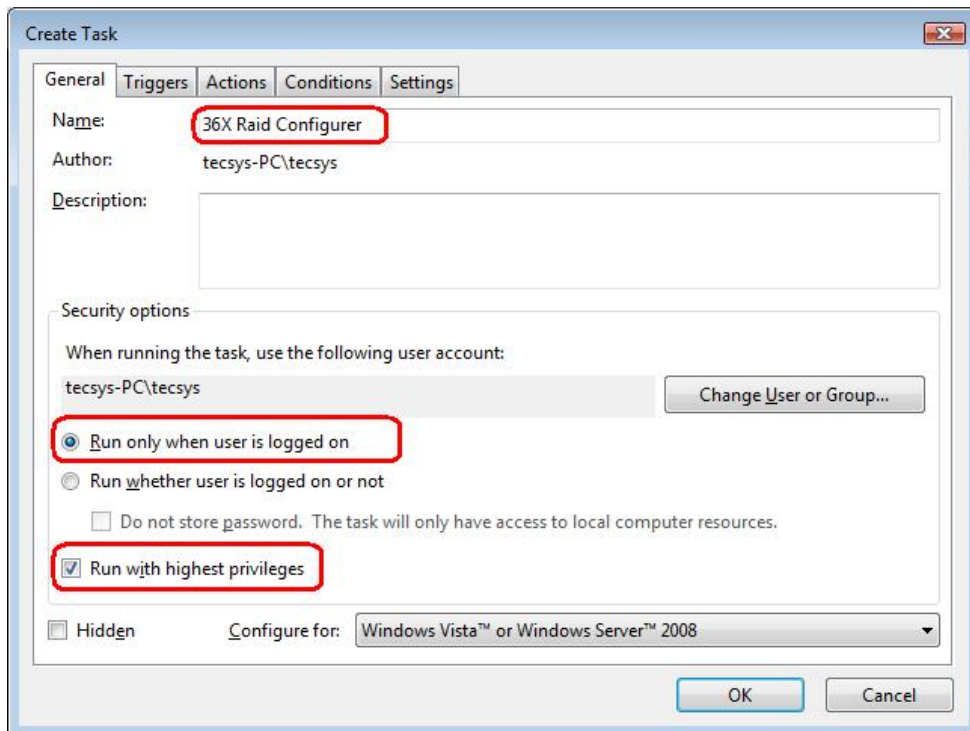 Create Task
General Triggers Actions Conditions Settings
Name: 36X Raid Configurer
Author: tecsys-PC\tecsys
Description:
Security options
When running the task, use the following user account:
tecsys-PC\tecsys Change User or Group...
Run only when user is logged on
Run whether user is logged on or not
Do not store password. The task will only have access to local computer resources.
Run with highest privileges
Hidden Configure for: Windows Vista™ or Windows Server™ 2008
OK Cancel